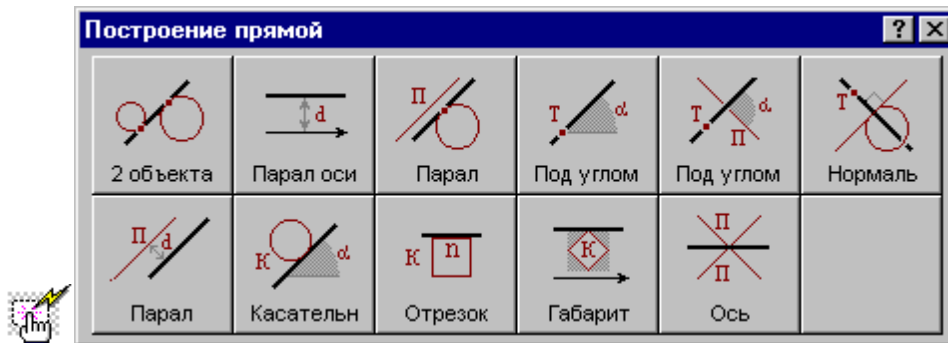 Построение прямой
d
П
Т α
Т α
П
Т
2 объекта Парал оси Парал Под углом Под углом Нормаль
П d
К α
К n
К
П
П
Парал Касательн Отрезок Габарит Ось